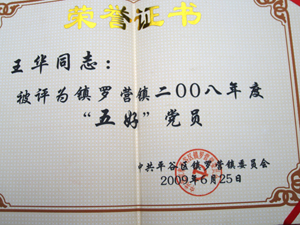 荣誉证书
王华同志：
被评为镇罗营镇二00八年度
“五好”党员
中共平谷区镇罗营镇委员会
2009年6月25日